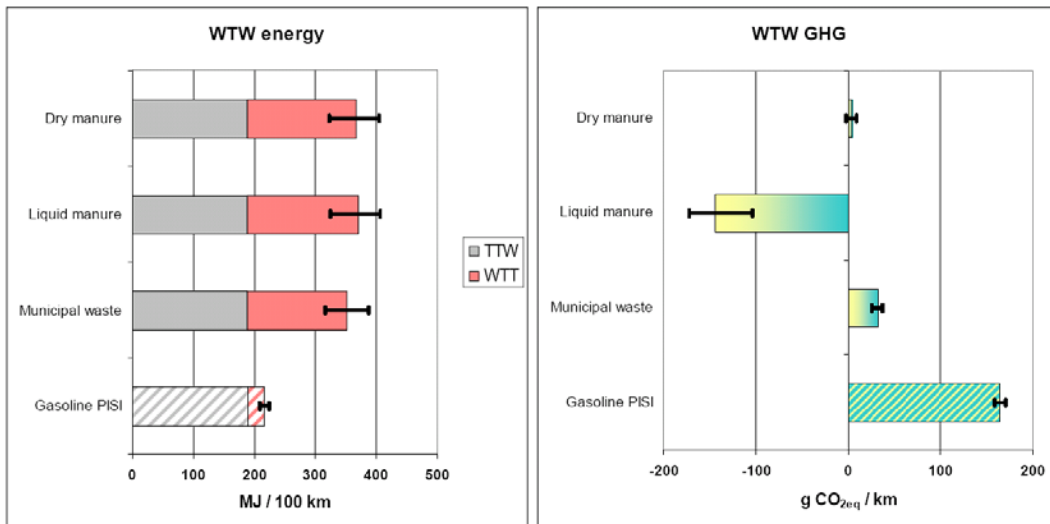 WTW energy
Dry manure
Liquid manure
Municipal waste
Gasoline PISI
0 100 200 300 400 500
MJ / 100 km
TTW
WTT
WTW GHG
Dry manure
Liquid manure
Municipal waste
Gasoline PISI
-200 -100 0 100 200
g CO2eq / km